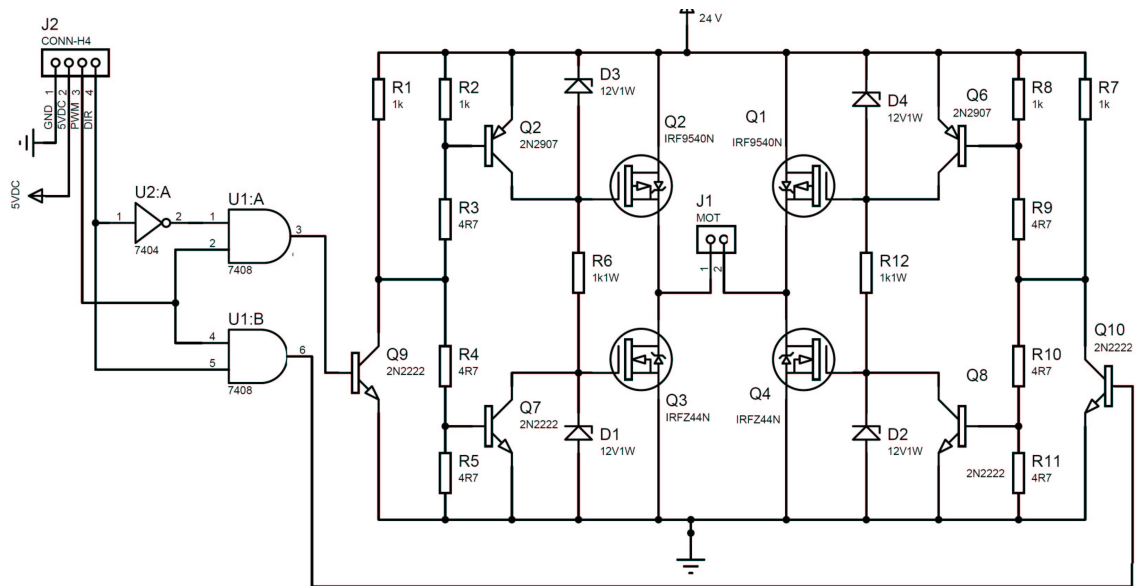 J2
CONN-H4
GND
5VDC
PWM
DIR
1
2
3
4
5VDC
U2:A
1
2
7404
U1:A
1
2
3
7408
U1:B
4
5
6
7408
24 V
R1
1k
R2
1k
Q2
2N2907
D3
12V1W
Q2
IRF9540N
Q1
IRF9540N
D4
12V1W
Q6
2N2907
R8
1k
R7
1k
R3
4R7
R6
1k1W
J1
MOT
1
2
R12
1k1W
R9
4R7
Q9
2N2222
R4
4R7
Q7
2N2222
D1
12V1W
Q3
IRFZ44N
Q4
IRFZ44N
D2
12V1W
Q8
2N2222
R10
4R7
Q10
2N2222
R5
4R7
R11
4R7